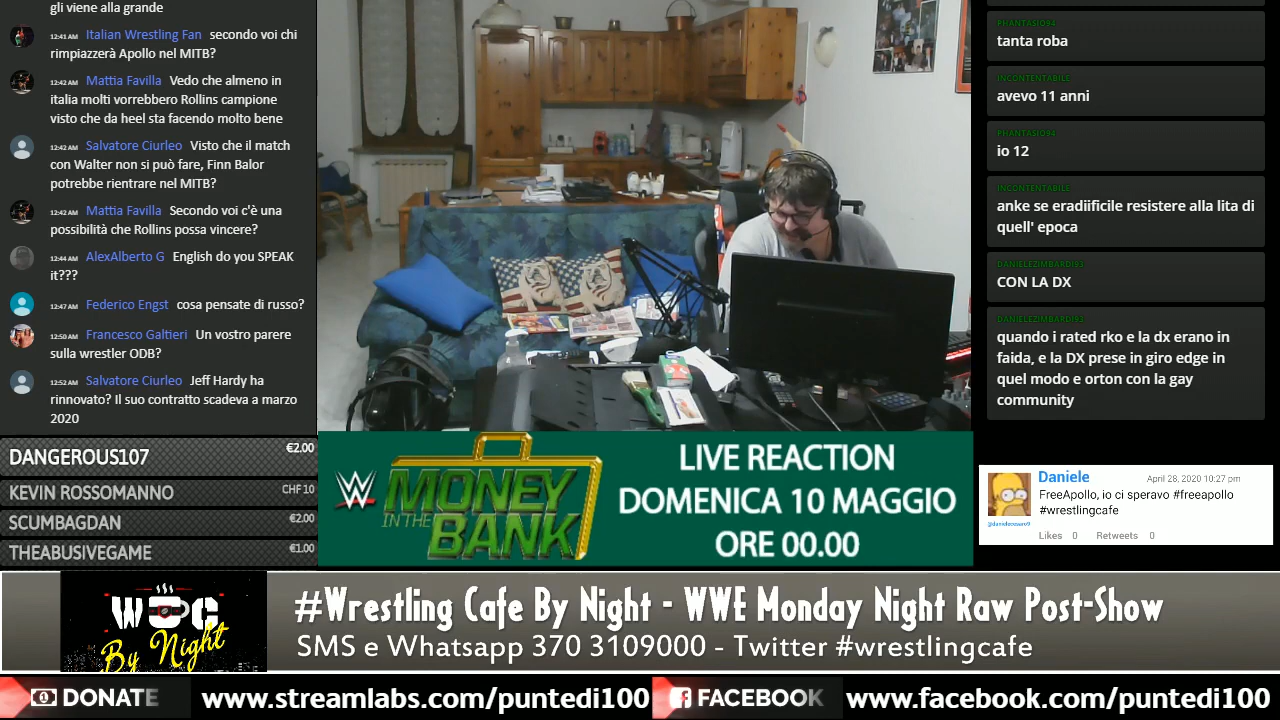 gli viene alla grande
12:41 AM Italian Wrestling Fan secondo voi chi
rimpiazzerà Apollo nel MITB?
12:42 AM Mattia Favilla Vedo che almeno in
italia molti vorrebbero Rollins campione
visto che da heel sta facendo molto bene
12:42 AM Salvatore Ciurleo Visto che il match
con Walter non si può fare, Finn Balor
potrebbe rientrare nel MITB?
12:42 AM Mattia Favilla Secondo voi c'è una
possibilità che Rollins possa vincere?
12:44 AM AlexAlberto G English do you SPEAK
it???
12:47 AM Federico Engst cosa pensate di russo?
12:50 AM Francesco Galtieri Un vostro parere
sulla wrestler ODB?
12:52 AM Salvatore Ciurleo Jeff Hardy ha
rinnovato? Il suo contratto scadeva a marzo
2020
DANGEROUS107 €2.00
KEVIN ROSSOMANNO CHF 10
SCUMBAGDAN €2.00
THEABUSIVEGAME €1.00
PHANTASIO94
tanta roba
INCONTENTABILE
avevo 11 anni
PHANTASIO94
io 12
INCONTENTABILE
anke se eradiificile resistere alla lita di
quell' epoca
DANIELEZIMBARDI93
CON LA DX
DANIELEZIMBARDI93
quando i rated rko e la dx erano in
faida, e la DX prese in giro edge in
quel modo e orton con la gay
community
W MONEY
IN THE
BANK
LIVE REACTION
DOMENICA 10 MAGGIO
ORE 00.00
Daniele April 28, 2020 10:27 pm
FreeApollo, io ci speravo #freeapollo
#wrestlingcafe
Likes 0 Retweets 0
WOC
By Night
#Wrestling Cafe By Night - WWE Monday Night Raw Post-Show
SMS e Whatsapp 370 3109000 - Twitter #wrestlingcafe
DONATE www.streamlabs.com/puntedi100 FACEBOOK www.facebook.com/puntedi100